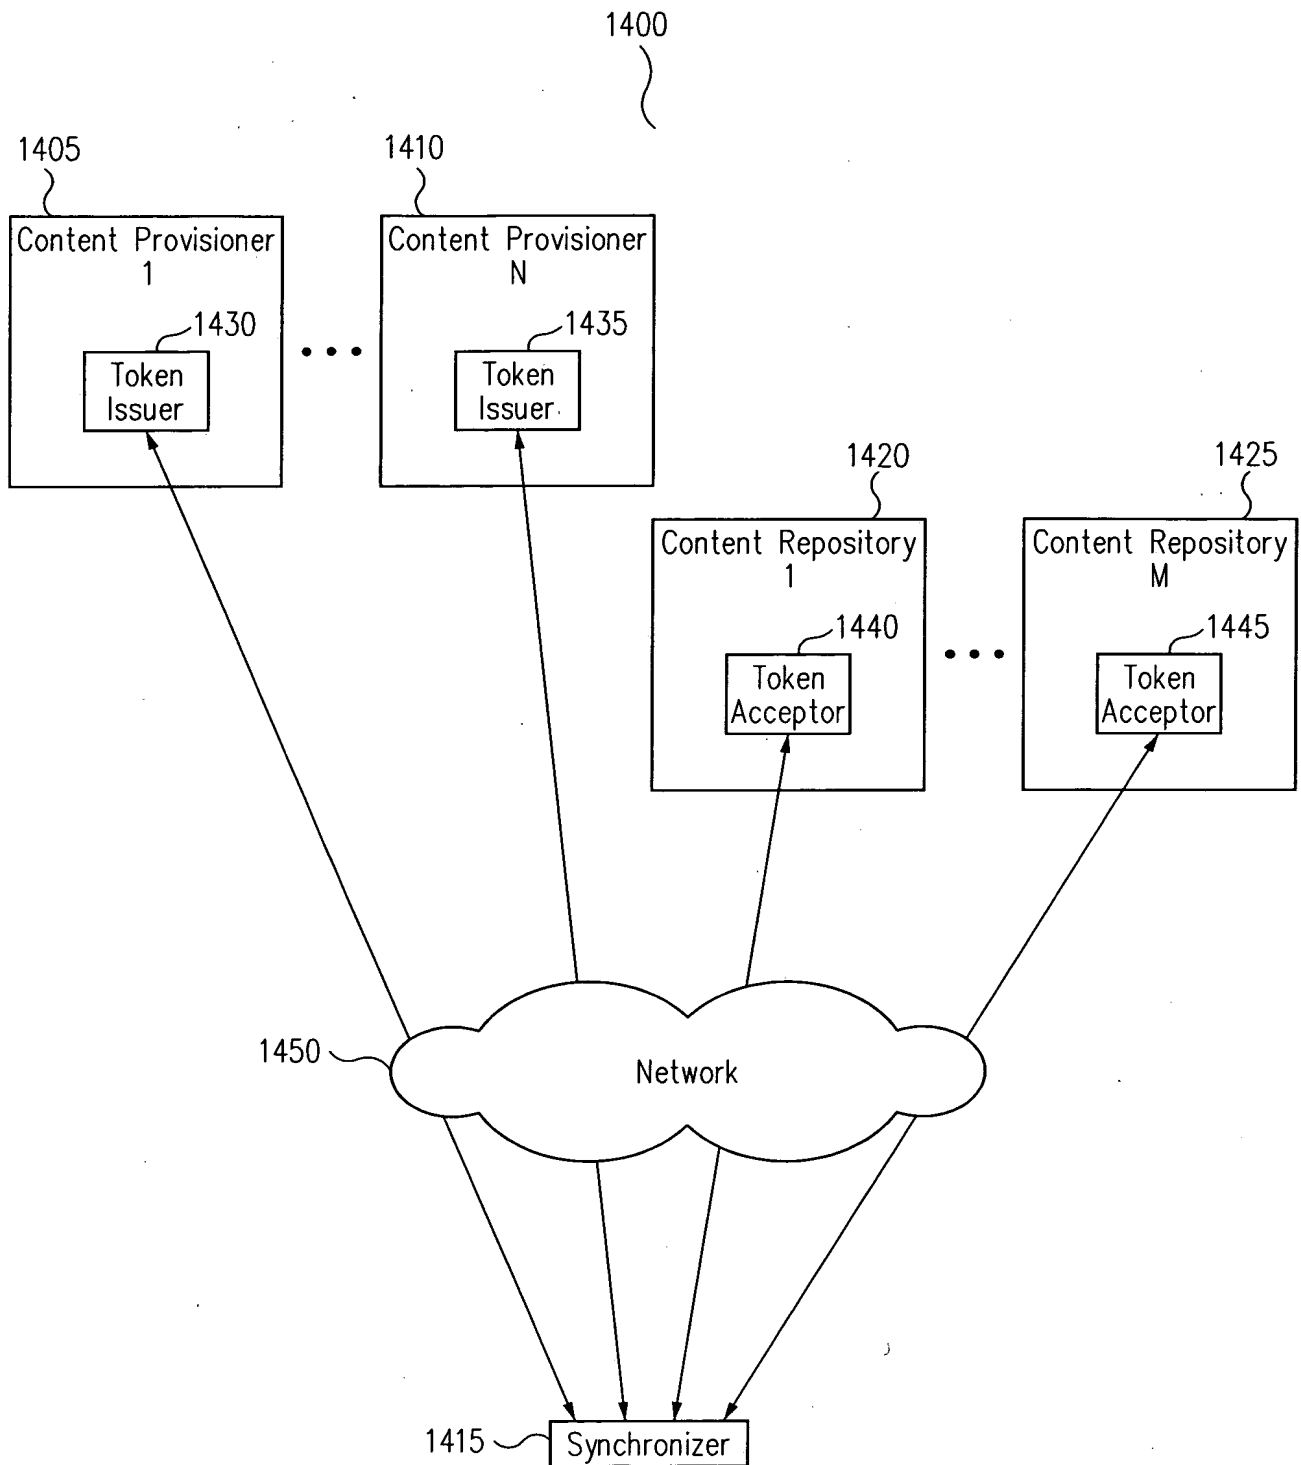 1400
1405
1410
Content Provisioner
1
Content Provisioner
N
1430
1435
Token
Issuer
Token
Issuer
1420
1425
Content Repository
1
Content Repository
M
1440
1445
Token
Acceptor
Token
Acceptor
1450
Network
1415
Synchronizer